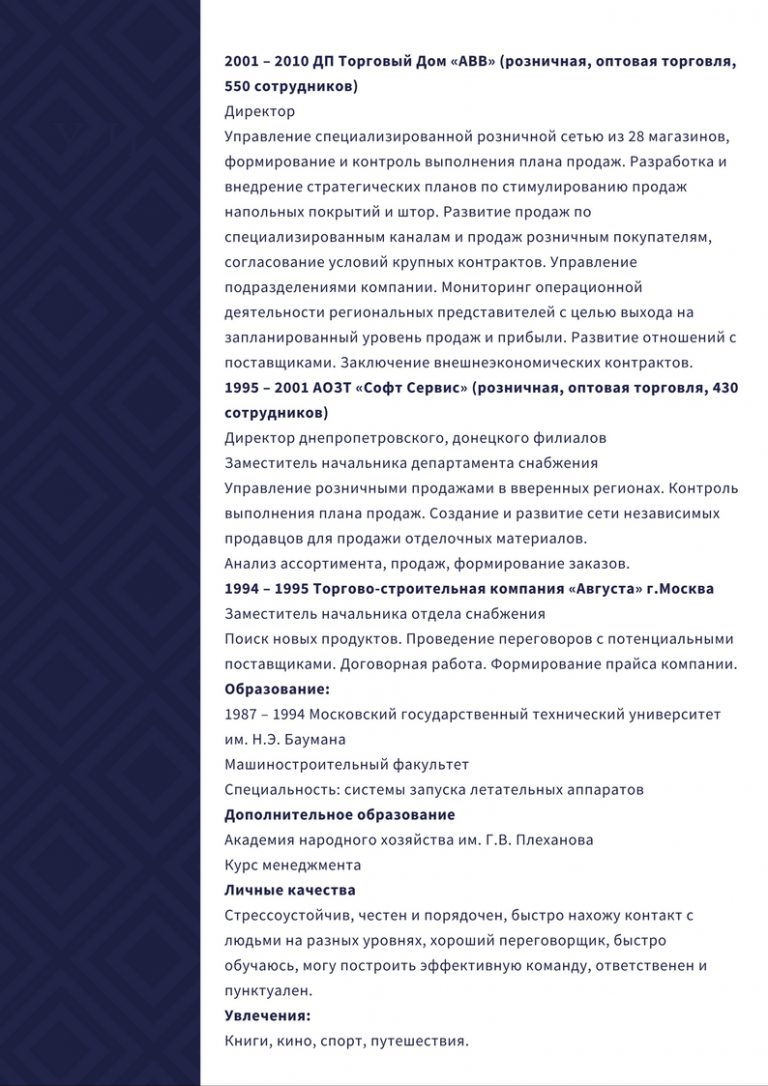 2001 – 2010 ДП Торговый Дом «АВВ» (розничная, оптовая торговля,
550 сотрудников)
Директор
Управление специализированной розничной сетью из 28 магазинов,
формирование и контроль выполнения плана продаж. Разработка и
внедрение стратегических планов по стимулированию продаж
напольных покрытий и штор. Развитие продаж по
специализированным каналам и продаж розничным покупателям,
согласование условий крупных контрактов. Управление
подразделениями компании. Мониторинг операционной
деятельности региональных представителей с целью выхода на
запланированный уровень продаж и прибыли. Развитие отношений с
поставщиками. Заключение внешнеэкономических контрактов.
1995 – 2001 АОЗТ «Софт Сервис» (розничная, оптовая торговля, 430
сотрудников)
Директор днепропетровского, донецкого филиалов
Заместитель начальника департамента снабжения
Управление розничными продажами в вверенных регионах. Контроль
выполнения плана продаж. Создание и развитие сети независимых
продавцов для продажи отделочных материалов.
Анализ ассортимента, продаж, формирование заказов.
1994 – 1995 Торгово-строительная компания «Августа» г.Москва
Заместитель начальника отдела снабжения
Поиск новых продуктов. Проведение переговоров с потенциальными
поставщиками. Договорная работа. Формирование прайса компании.
Образование:
1987 – 1994 Московский государственный технический университет
им. Н.Э. Баумана
Машиностроительный факультет
Специальность: системы запуска летательных аппаратов
Дополнительное образование
Академия народного хозяйства им. Г.В. Плеханова
Курс менеджмента
Личные качества
Стрессоустойчив, честен и порядочен, быстро нахожу контакт с
людьми на разных уровнях, хороший переговорщик, быстро
обучаюсь, могу построить эффективную команду, ответственен и
пунктуален.
Увлечения:
Книги, кино, спорт, путешествия.